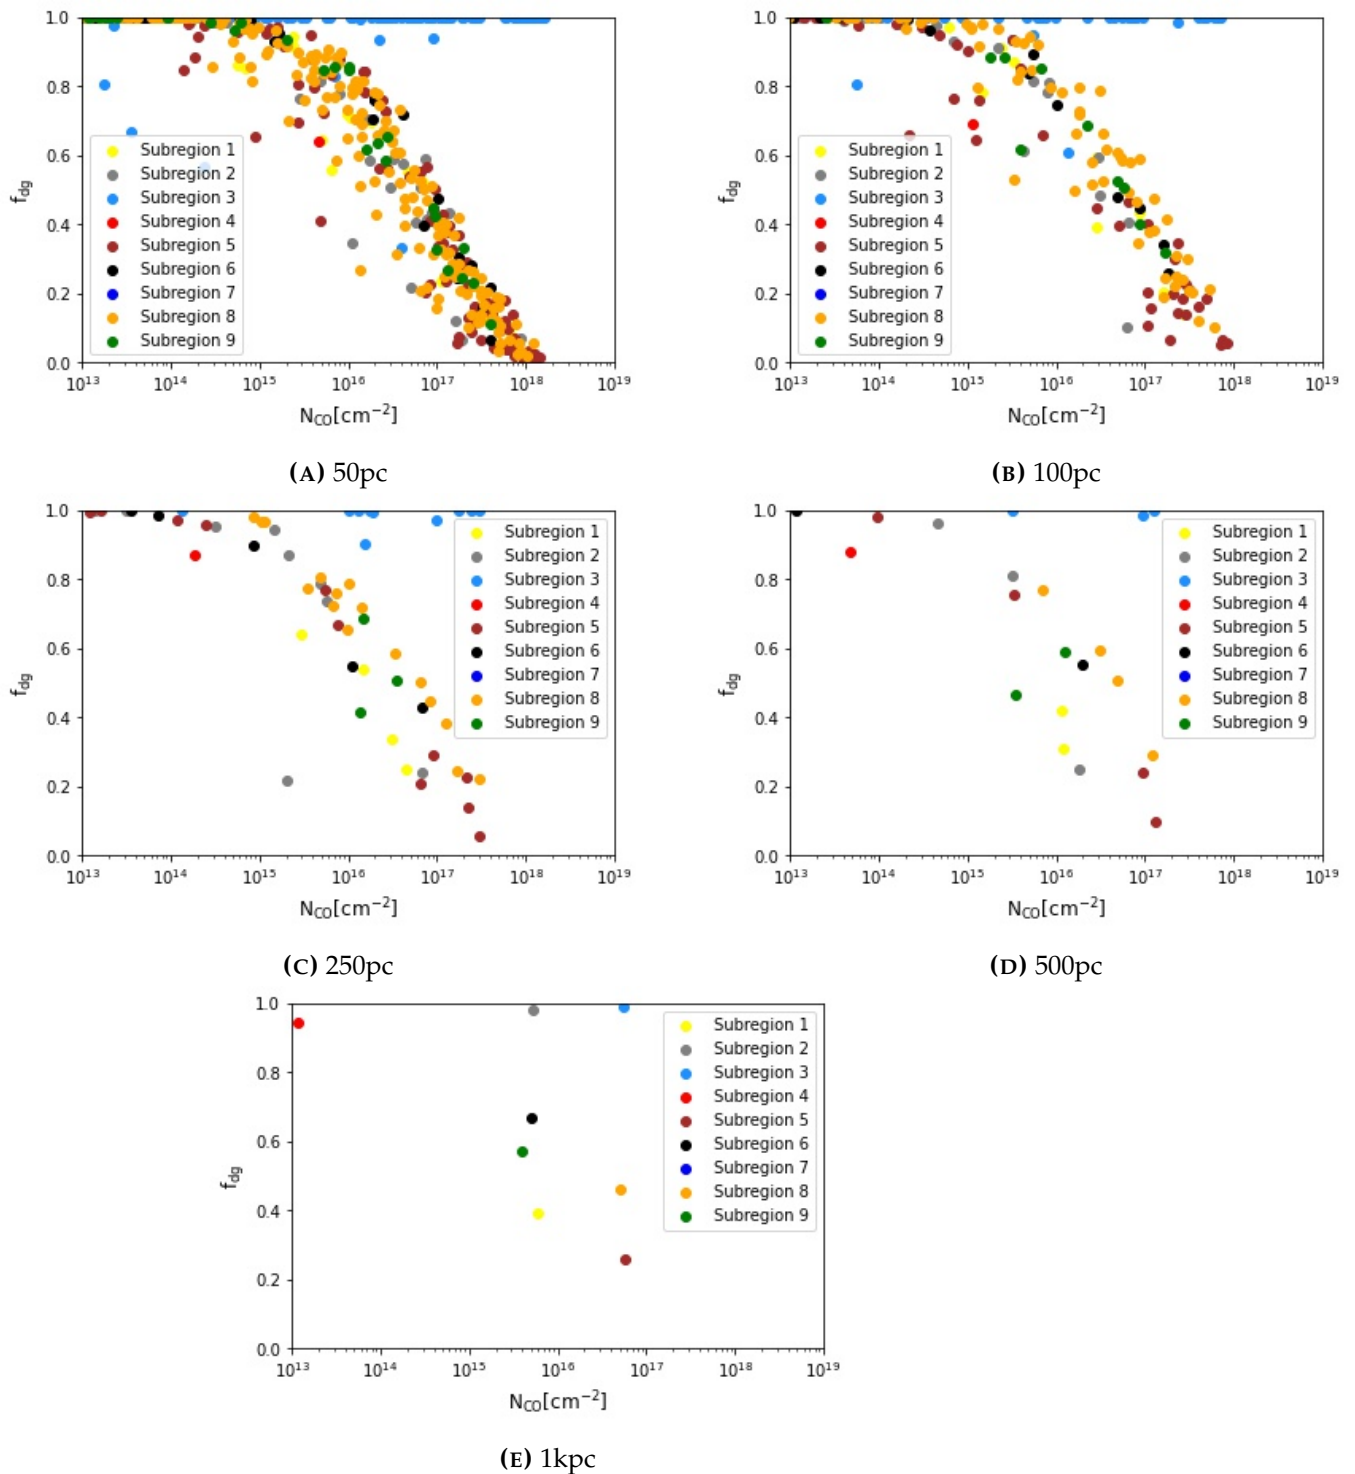 1.0
0.8
0.6
0.4
0.2
0.0
f_dg
Subregion 1
Subregion 2
Subregion 3
Subregion 4
Subregion 5
Subregion 6
Subregion 7
Subregion 8
Subregion 9
10^13 10^14 10^15 10^16 10^17 10^18 10^19
N_CO[cm^−2]
(A) 50pc
1.0
0.8
0.6
0.4
0.2
0.0
f_dg
Subregion 1
Subregion 2
Subregion 3
Subregion 4
Subregion 5
Subregion 6
Subregion 7
Subregion 8
Subregion 9
10^13 10^14 10^15 10^16 10^17 10^18 10^19
N_CO[cm^−2]
(B) 100pc
1.0
0.8
0.6
0.4
0.2
0.0
f_dg
Subregion 1
Subregion 2
Subregion 3
Subregion 4
Subregion 5
Subregion 6
Subregion 7
Subregion 8
Subregion 9
10^13 10^14 10^15 10^16 10^17 10^18 10^19
N_CO[cm^−2]
(C) 250pc
1.0
0.8
0.6
0.4
0.2
0.0
f_dg
Subregion 1
Subregion 2
Subregion 3
Subregion 4
Subregion 5
Subregion 6
Subregion 7
Subregion 8
Subregion 9
10^13 10^14 10^15 10^16 10^17 10^18 10^19
N_CO[cm^−2]
(D) 500pc
1.0
0.8
0.6
0.4
0.2
0.0
f_dg
Subregion 1
Subregion 2
Subregion 3
Subregion 4
Subregion 5
Subregion 6
Subregion 7
Subregion 8
Subregion 9
10^13 10^14 10^15 10^16 10^17 10^18 10^19
N_CO[cm^−2]
(E) 1kpc